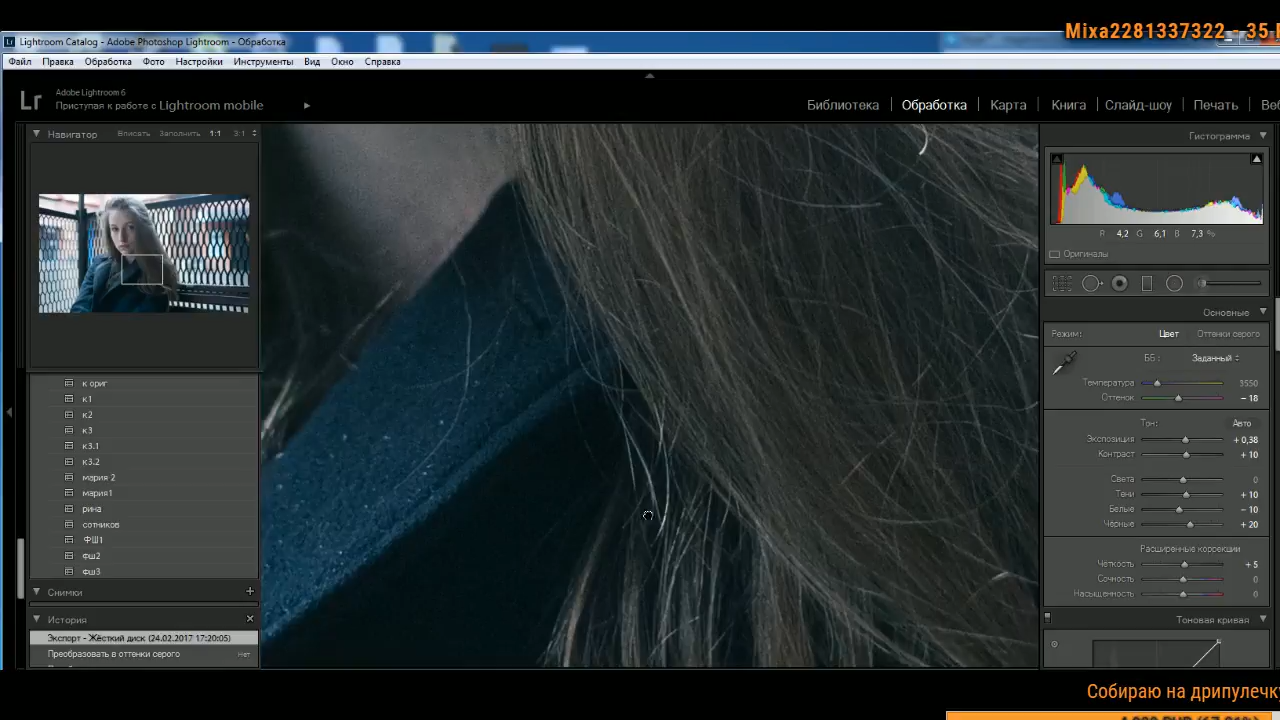 Mixa2281337322 - 35
Lightroom Catalog - Adobe Photoshop Lightroom - Обработка
Файл Правка Обработка Фото Настройки Инструменты Вид Окно Справка
Lr
Adobe Lightroom 6
Приступая к работе с Lightroom mobile
Библиотека | Обработка | Карта | Книга | Слайд-шоу | Печать | Ве
Навигатор Вписать Заполнить 1:1 3:1
Гистограмма
R 4,2 G 6,1 B 7,3 %
Оригиналы
Основные
Режим: Цвет Оттенки серого
ББ : Заданный
Температура 3550
Оттенок - 18
Тон: Авто
Экспозиция + 0,38
Контраст + 10
Света 0
Тени + 10
Белые - 10
Чёрные + 20
Расширенные коррекции
Четкость + 5
Сочность 0
Насыщенность 0
Тоновая кривая
к ориг
к1
к2
к3
к3.1
к3.2
мария 2
мария1
рина
сотников
ФШ1
фш2
фш3
Снимки +
История ×
Экспорт - Жёсткий диск (24.02.2017 17:20:05)
Преобразовать в оттенки серого Нет
Собираю на дрипулечк